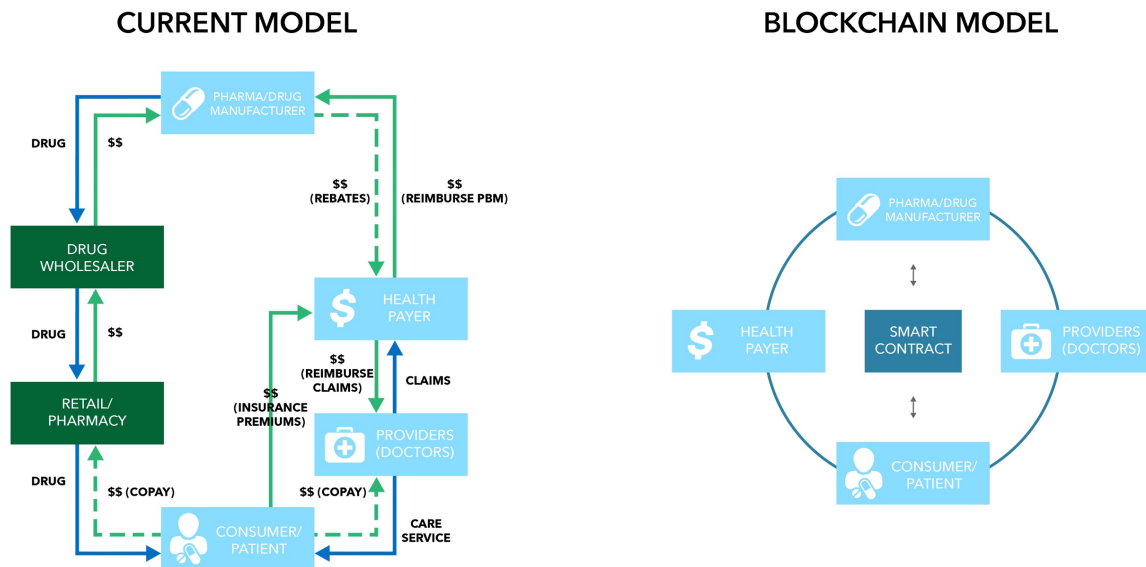 CURRENT MODEL
PHARMA/DRUG
MANUFACTURER
DRUG
$$
$$
(REBATES)
$$
(REIMBURSE PBM)
DRUG
WHOLESALER
$
HEALTH
PAYER
DRUG
$$
$$
(REIMBURSE
CLAIMS)
CLAIMS
$$
(INSURANCE
PREMIUMS)
RETAIL/
PHARMACY
PROVIDERS
(DOCTORS)
DRUG
$$ (COPAY)
$$ (COPAY)
CARE
SERVICE
CONSUMER/
PATIENT
BLOCKCHAIN MODEL
PHARMA/DRUG
MANUFACTURER
$
HEALTH
PAYER
SMART
CONTRACT
PROVIDERS
(DOCTORS)
CONSUMER/
PATIENT